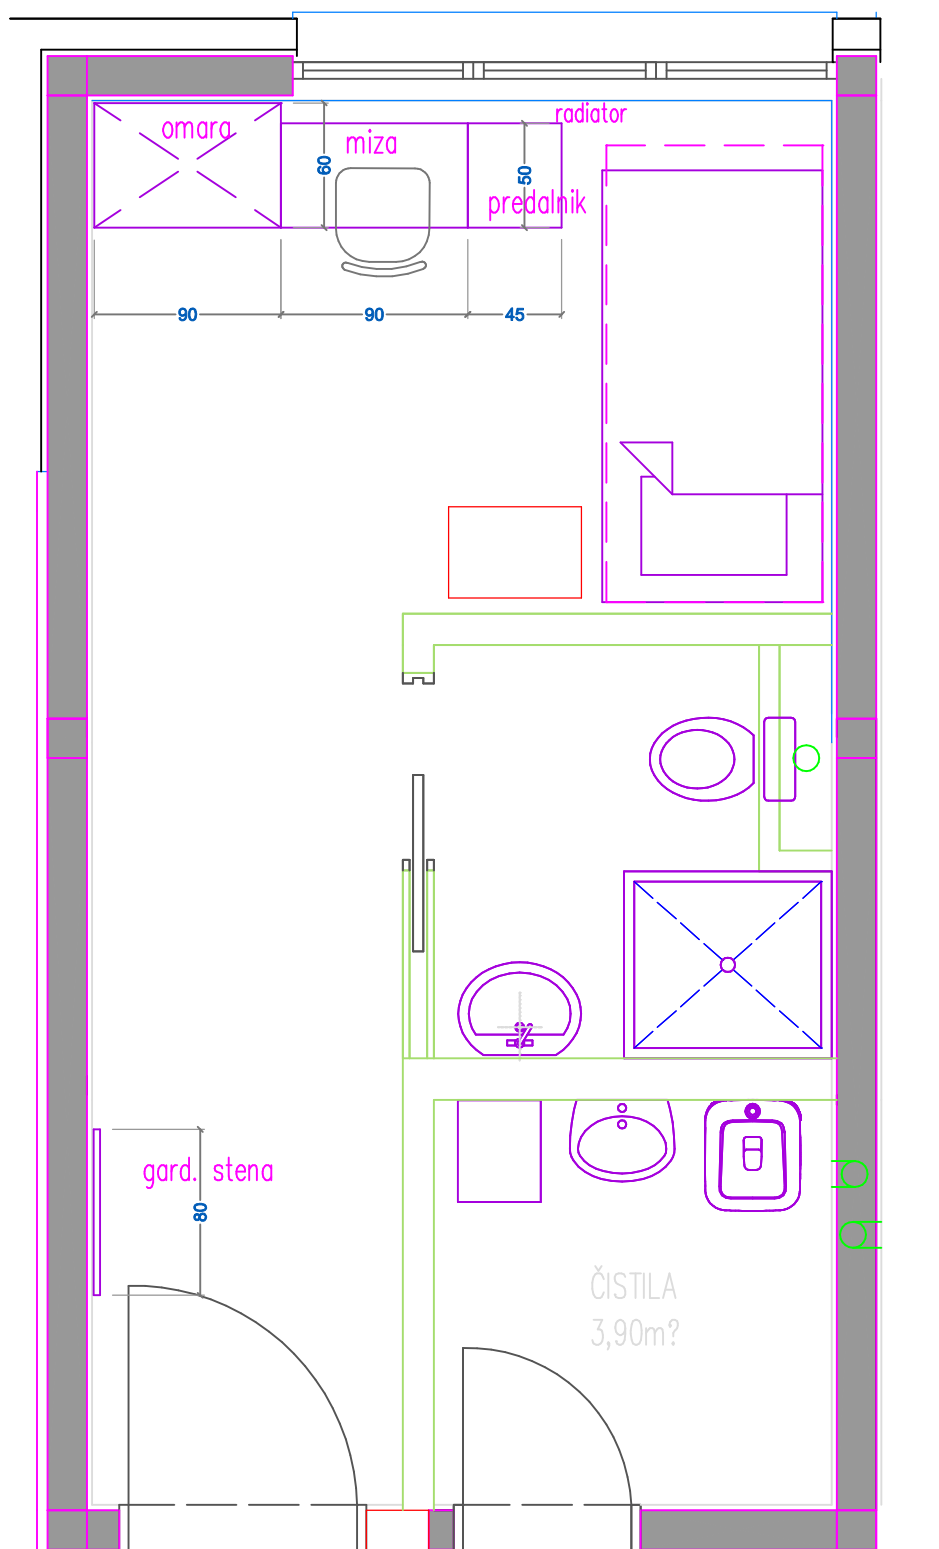 radiator
omara
miza
60
50
predalnik
90
90
45
gard. stena
80
ČISTILA
3,90m?